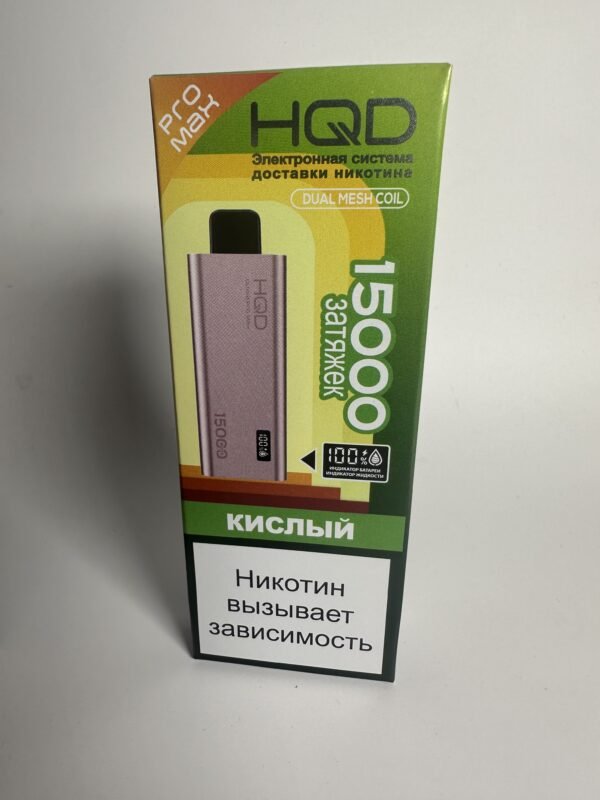 Pro
Max
HQD
Электронная система
доставки никотина
DUAL MESH COIL
15000
затяжек
HQD
15000
100%
100%
ИНДИКАТОР БАТАРЕИ
ИНДИКАТОР ЖИДКОСТИ
КИСЛЫЙ
Никотин
вызывает
зависимость